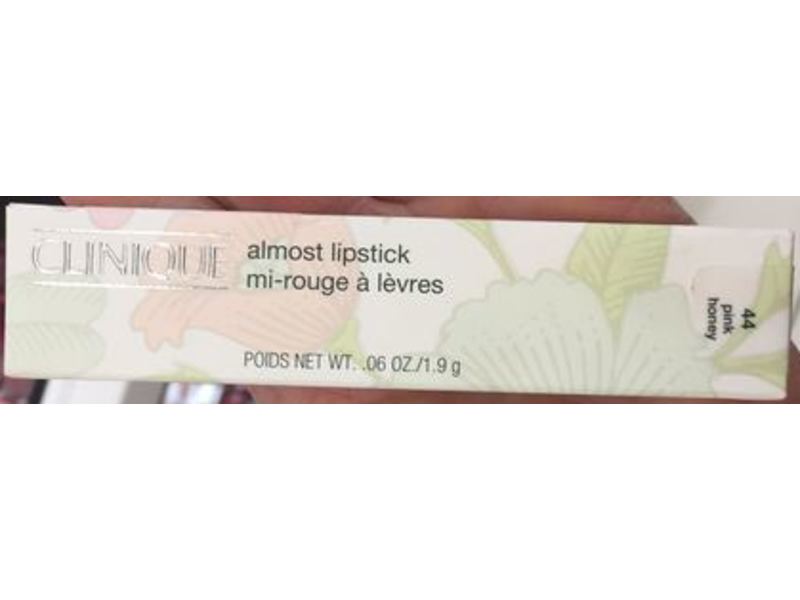 CLINIQUE
almost lipstick
mi-rouge à lèvres
POIDS NET WT. .06 OZ./1.9 g
44
pink
honey